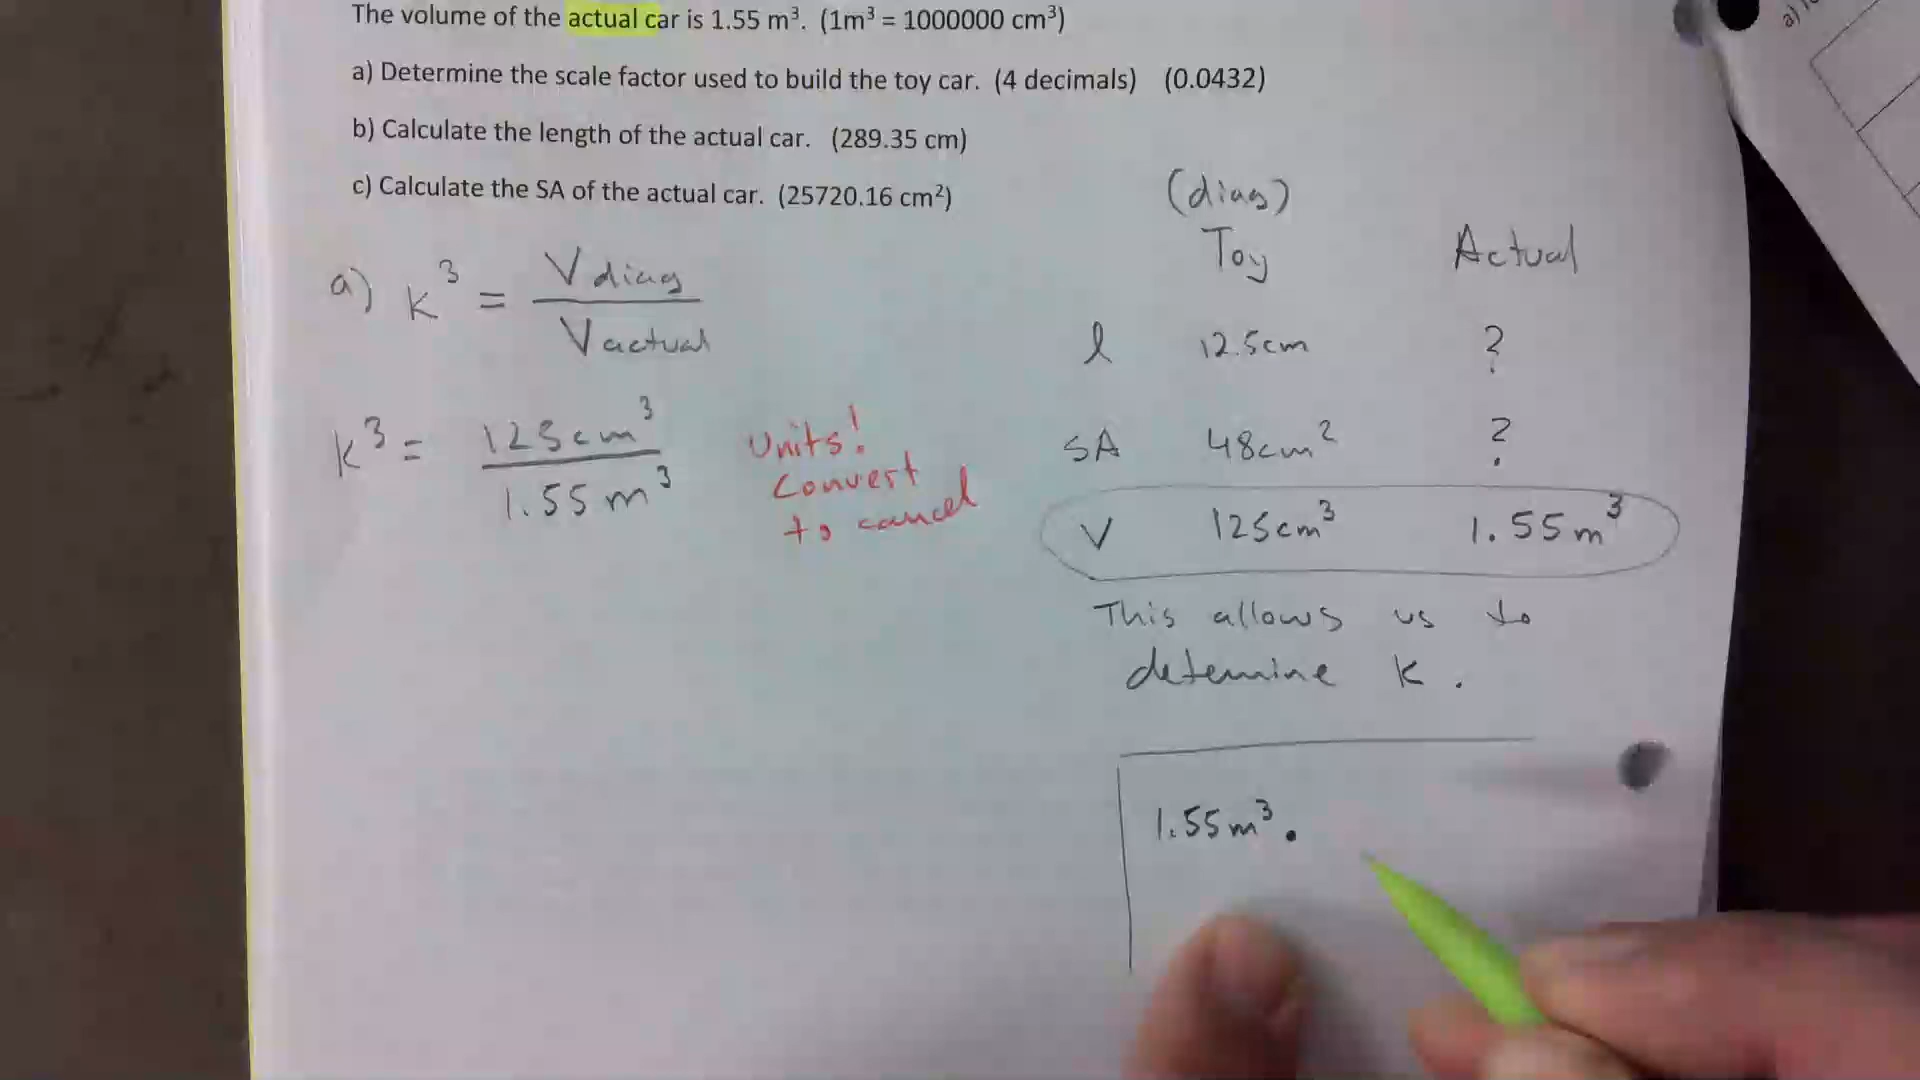 The volume of the actual car is 1.55 m³. (1m³ = 1000000 cm³)
a) Determine the scale factor used to build the toy car. (4 decimals) (0.0432)
b) Calculate the length of the actual car. (289.35 cm)
c) Calculate the SA of the actual car. (25720.16 cm²)
a) k³ = V diag / V actual
k³ = 125cm³ / 1.55 m³
Units!
Convert
to cancel
(diag)
Toy Actual
l 12.5cm ?
SA 48cm² ?
V 125cm³ 1.55m³
This allows us to
detemine k.
1.55m³.
a)